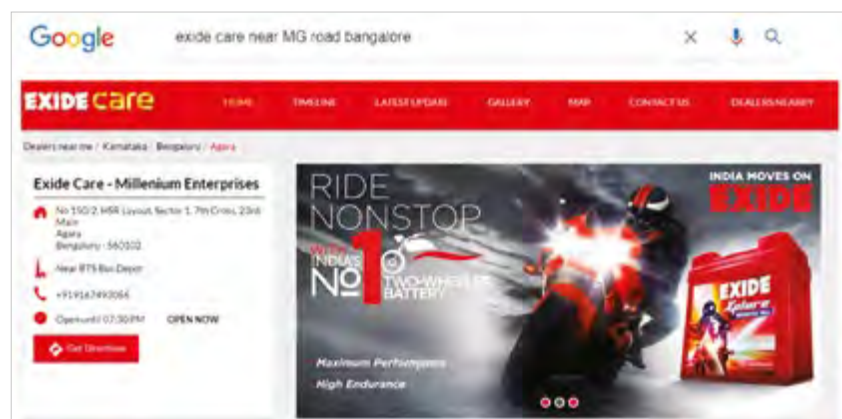 Google
exide care near MG road bangalore
EXIDE care
HOME TIMELINE LATEST UPDATE GALLERY MAP CONTACT US DEALERS NEARBY
Dealers near me / Karnataka / Bengaluru / Agara
Exide Care - Millenium Enterprises
No 150/2, HSR Layout, Sector 1, 7th Cross, 23rd
Main
Agara
Bengaluru - 560102
Near BTS Bus Depot
+919167493066
Open until 07:30 PM OPEN NOW
Get Directions
RIDE
NONSTOP
WITH
INDIA'S
No 1
TWO-WHEELER
BATTERY
Maximum Performance
High Endurance
INDIA MOVES ON
EXIDE
EXIDE
Xplore